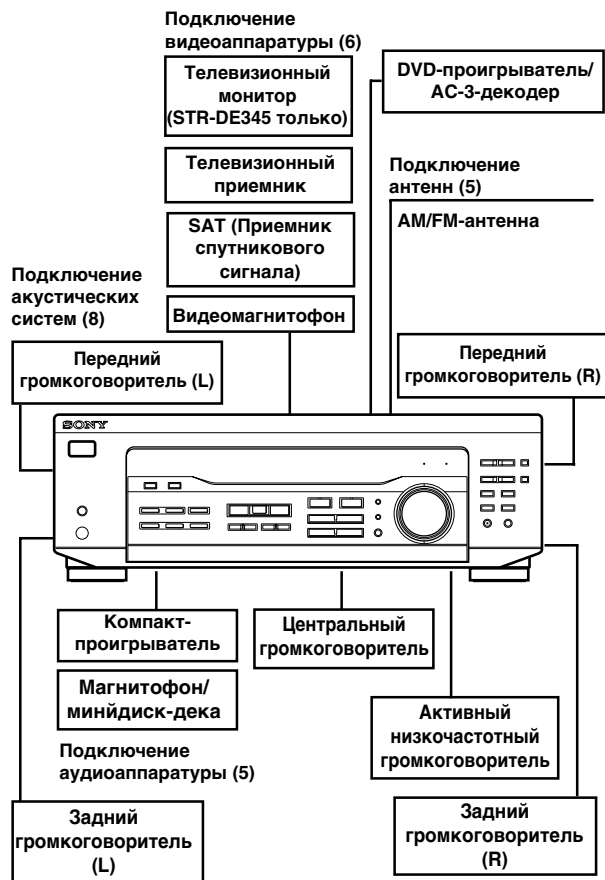 Подключение
видеоаппаратуры (6)
Телевизионный
монитор
(STR-DE345 только)
DVD-проигрыватель/
AC-3-декодер
Телевизионный
приемник
Подключение
антенн (5)
AM/FM-антенна
SAT (Приемник
спутникового
сигнала)
Подключение
акустических
систем (8)
Видеомагнитофон
Передний
громкоговоритель (L)
Передний
громкоговоритель (R)
SONY
Компакт-
проигрыватель
Центральный
громкоговоритель
Магнитофон/
минйдиск-дека
Активный
низкочастотный
громкоговоритель
Подключение
аудиоаппаратуры (5)
Задний
громкоговоритель
(L)
Задний
громкоговоритель
(R)